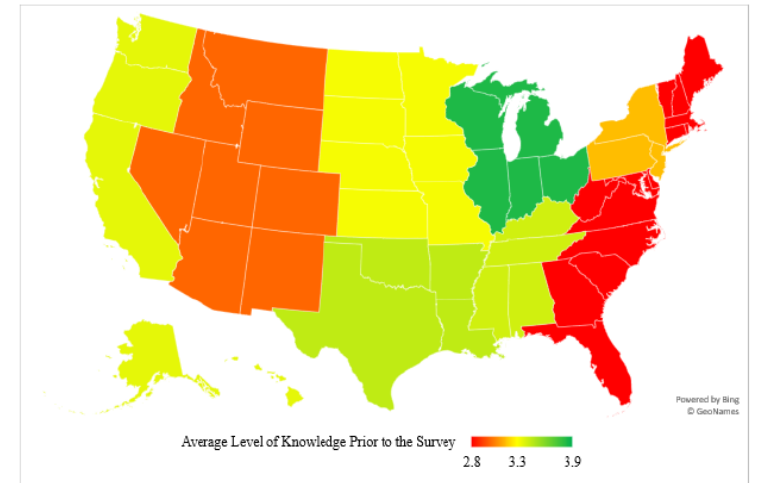 Powered by Bing
© GeoNames
Average Level of Knowledge Prior to the Survey
2.8 3.3 3.9